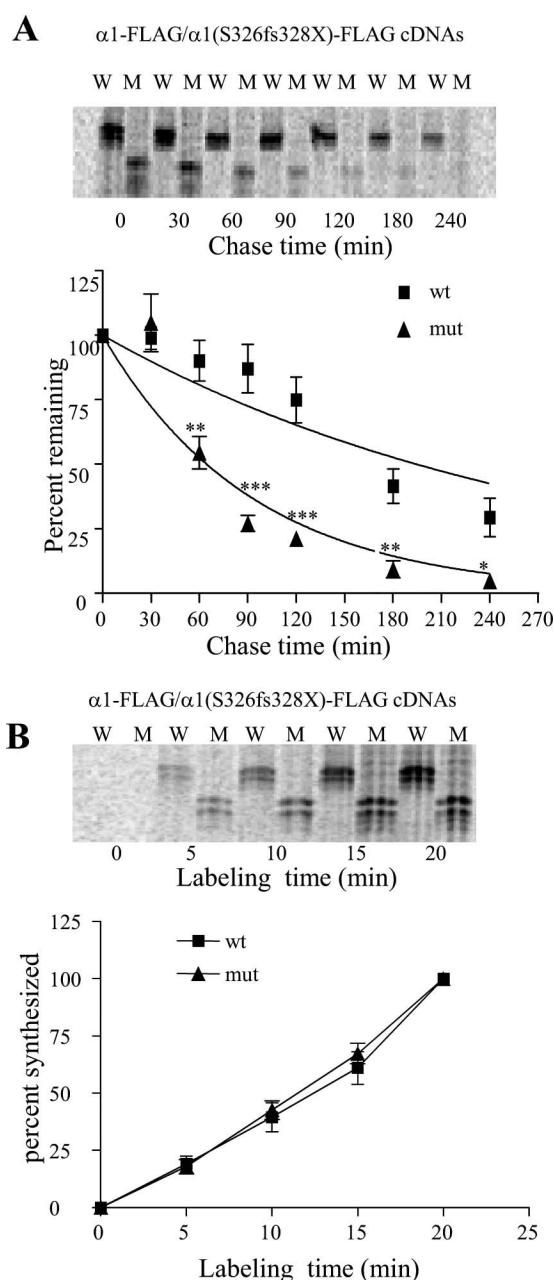 A
α1-FLAG/α1(S326fs328X)-FLAG cDNAs
W M W M W M W M W M W M W M
0 30 60 90 120 180 240
Chase time (min)
Percent remaining
125
100
75
50
25
0
wt
mut
**
***
***
**
*
0 30 60 90 120 150 180 210 240 270
Chase time (min)
α1-FLAG/α1(S326fs328X)-FLAG cDNAs
B
W M W M W M W M W M
0 5 10 15 20
Labeling time (min)
percent synthesized
125
100
75
50
25
0
wt
mut
0 5 10 15 20 25
Labeling time (min)